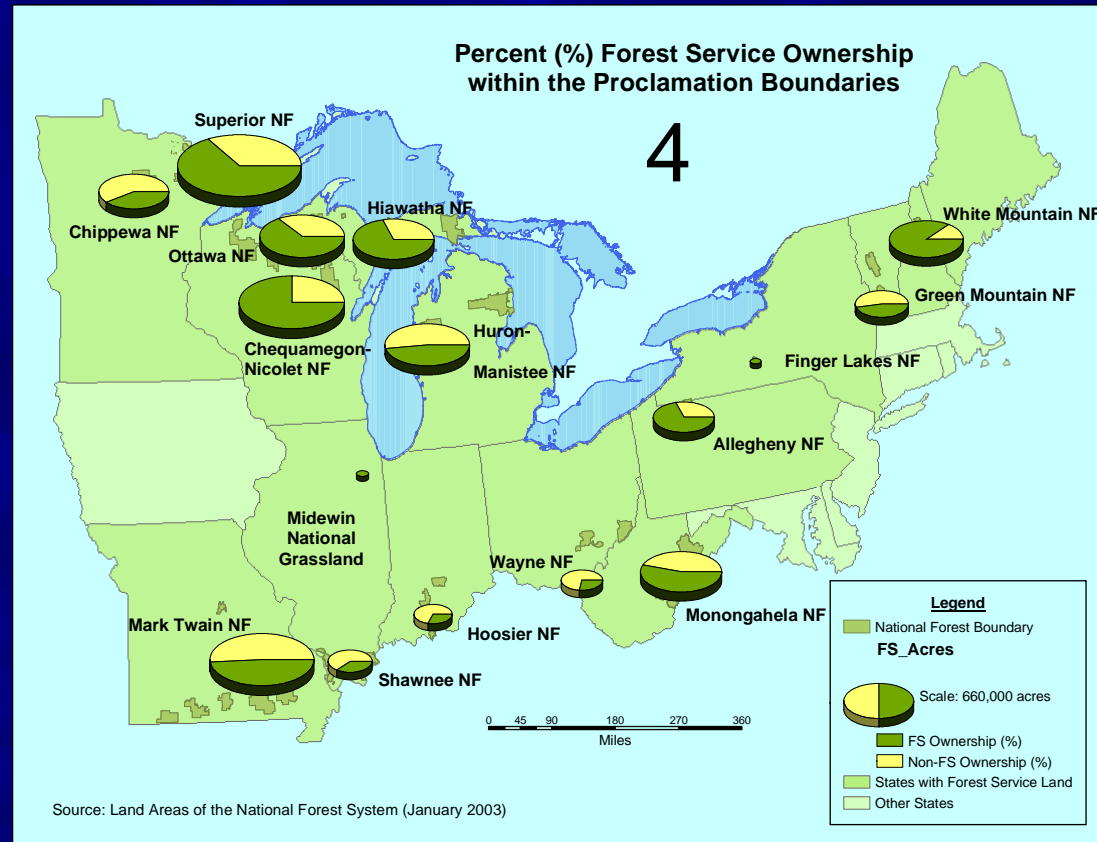 Percent (%) Forest Service Ownership
within the Proclamation Boundaries
4
Superior NF
Chippewa NF
Hiawatha NF
Ottawa NF
White Mountain NF
Green Mountain NF
Chequamegon-
Nicolet NF
Huron-
Manistee NF
Finger Lakes NF
Allegheny NF
Midewin
National
Grassland
Wayne NF
Monongahela NF
Mark Twain NF
Hoosier NF
Shawnee NF
0 45 90 180 270 360
Miles
Legend
National Forest Boundary
FS_Acres
Scale: 660,000 acres
FS Ownership (%)
Non-FS Ownership (%)
States with Forest Service Land
Other States
Source: Land Areas of the National Forest System (January 2003)